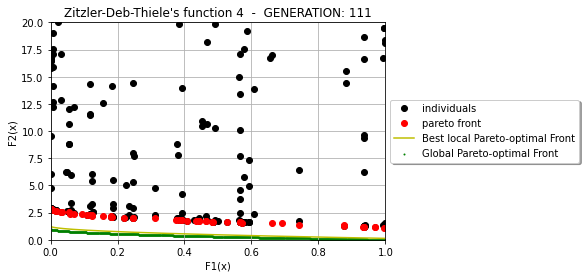 Zitzler-Deb-Thiele's function 4 - GENERATION: 111
F2(x)
20.0
17.5
15.0
12.5
10.0
7.5
5.0
2.5
0.0
0.0 0.2 0.4 0.6 0.8 1.0
F1(x)
individuals
pareto front
Best local Pareto-optimal Front
Global Pareto-optimal Front